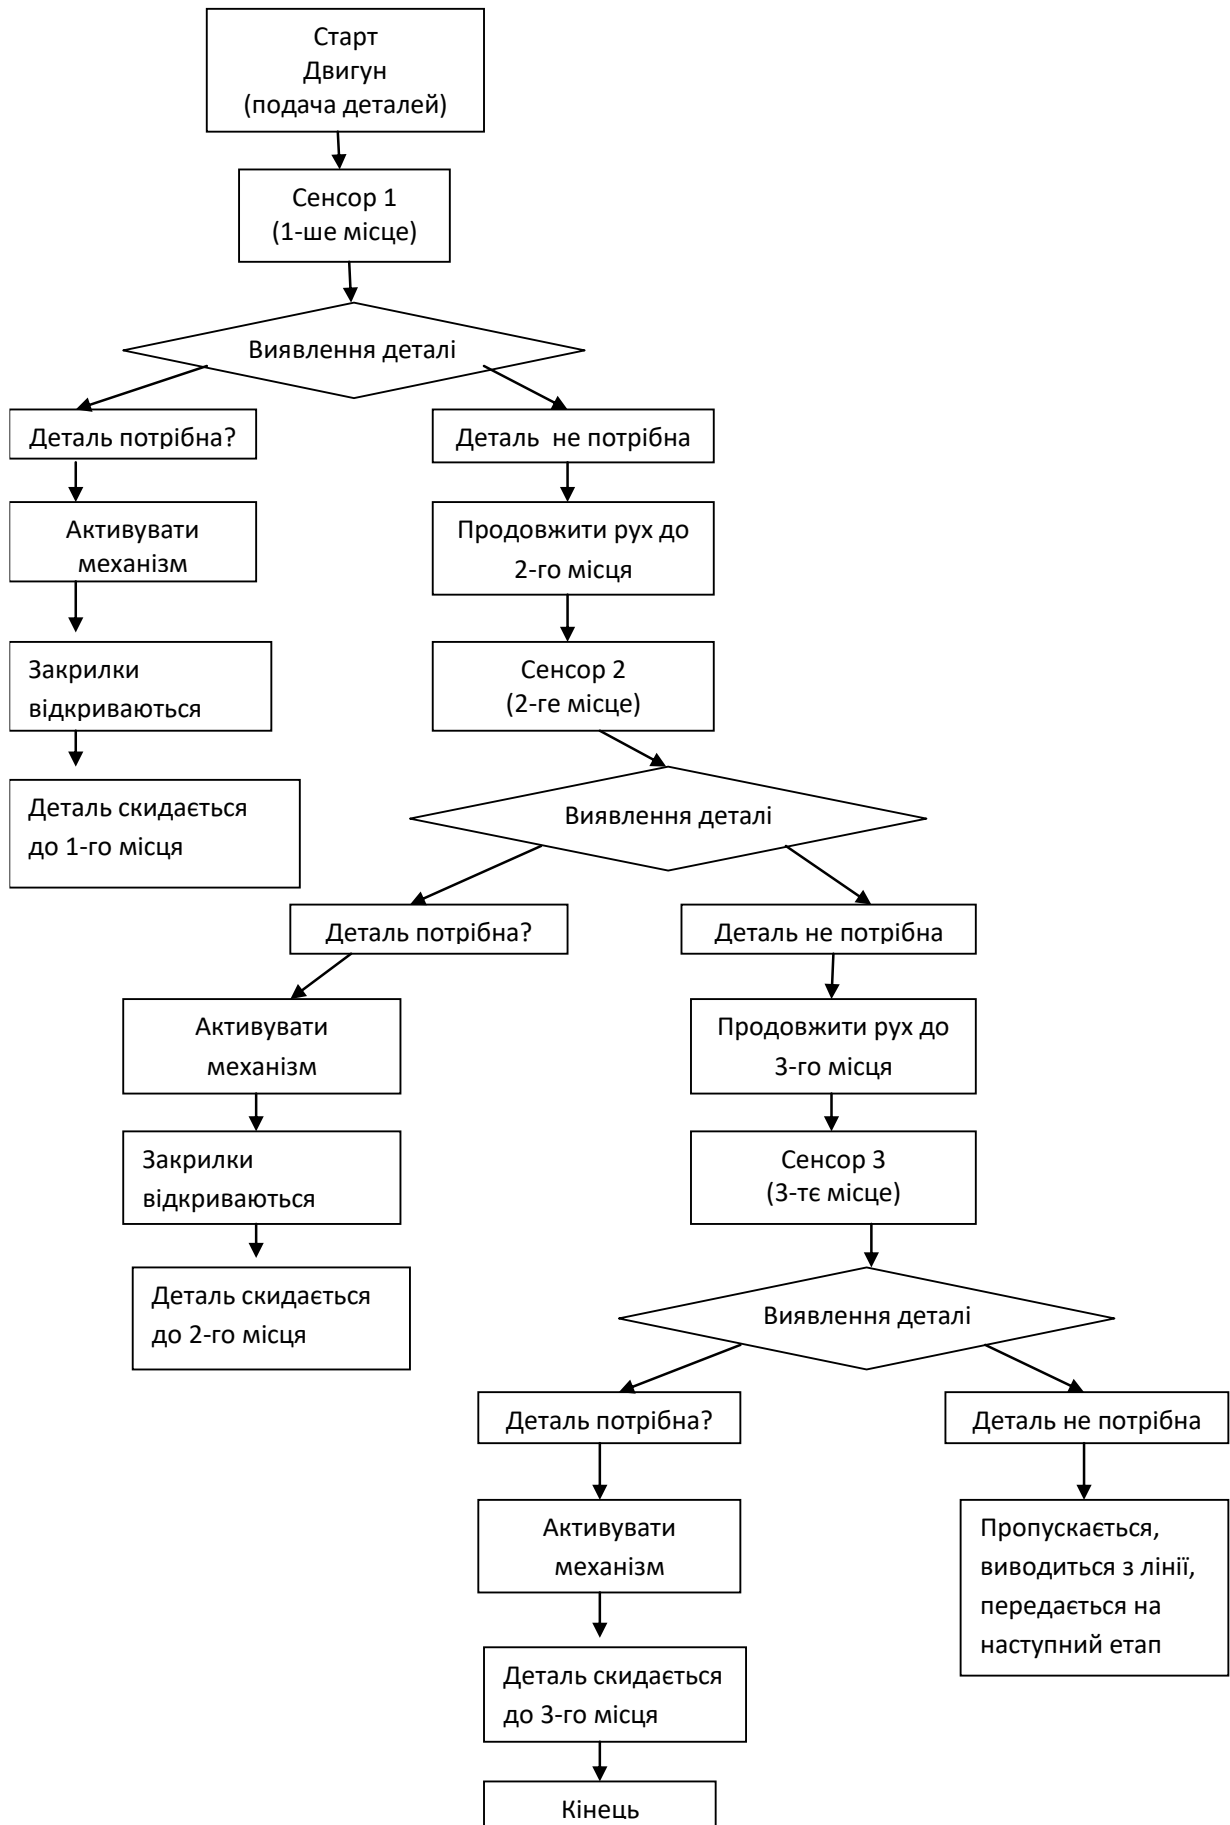 Старт
Двигун
(подача деталей)
Сенсор 1
(1-ше місце)
Виявлення деталі
Деталь потрібна?
Деталь  не потрібна
Активувати
механізм
Продовжити рух до
2-го місця
Закрилки
відкриваються
Сенсор 2
(2-ге місце)
Деталь скидається
до 1-го місця
Виявлення деталі
Деталь потрібна?
Деталь не потрібна
Активувати
механізм
Продовжити рух до
3-го місця
Закрилки
відкриваються
Сенсор 3
(3-тє місце)
Деталь скидається
до 2-го місця
Виявлення деталі
Деталь потрібна?
Деталь не потрібна
Активувати
механізм
Пропускається,
виводиться з лінії,
передається на
наступний етап
Деталь скидається
до 3-го місця
Кінець